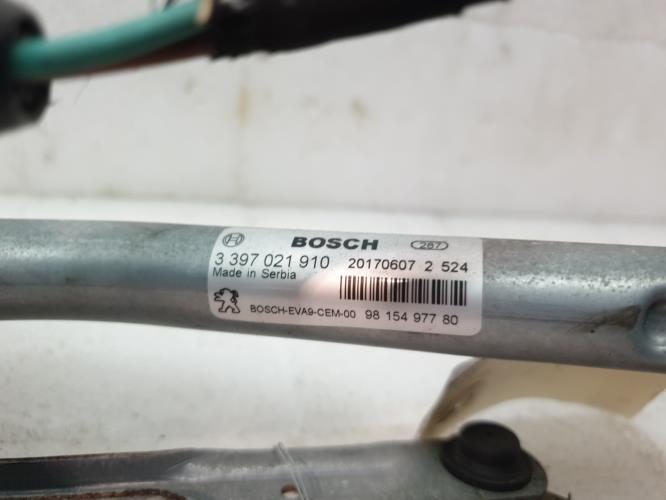 BOSCH 267
3 397 021 910 20170607 2 524
Made in Serbia
BOSCH-EVA9-CEM-00 98 154 977 80